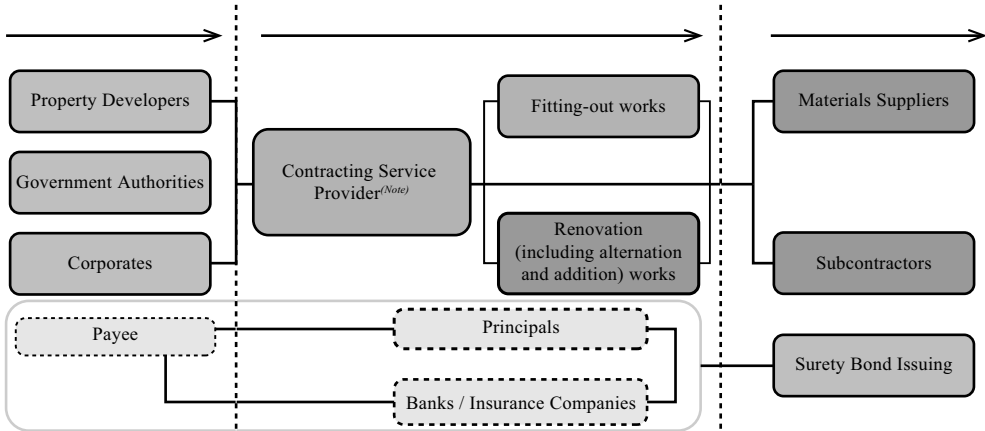 Property Developers
Government Authorities
Corporates
Contracting Service
Provider(Note)
Fitting-out works
Renovation
(including alternation
and addition) works
Materials Suppliers
Subcontractors
Payee
Principals
Banks / Insurance Companies
Surety Bond Issuing